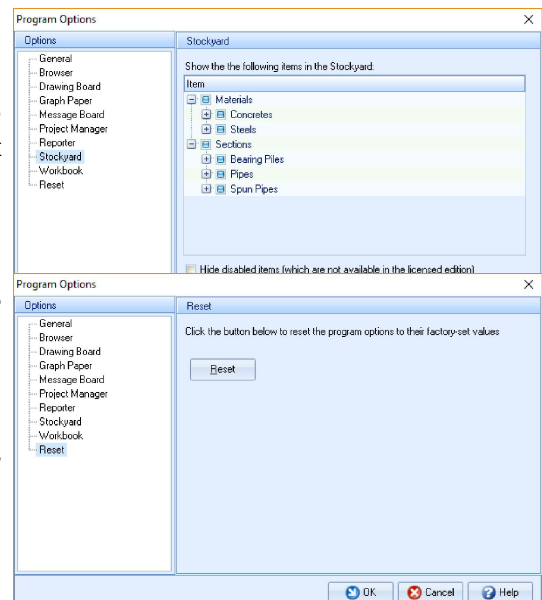 Program Options
Options
General
Browser
Drawing Board
Graph Paper
Message Board
Project Manager
Reporter
Stockyard
Workbook
Reset
Stockyard
Show the the following items in the Stockyard:
Item
Materials
Concretes
Steels
Sections
Bearing Piles
Pipes
Spun Pipes
Hide disabled items (which are not available in the licensed edition)
Program Options
Options
General
Browser
Drawing Board
Graph Paper
Message Board
Project Manager
Reporter
Stockyard
Workbook
Reset
Reset
Click the button below to reset the program options to their factory-set values
Reset
OK
Cancel
Help